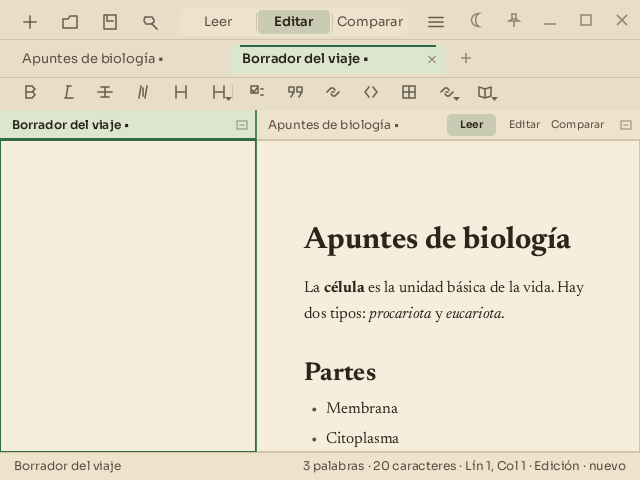 Leer Editar Comparar
Apuntes de biología ▪ Borrador del viaje ▪
Borrador del viaje ▪
Apuntes de biología ▪ Leer Editar Comparar
Apuntes de biología
La célula es la unidad básica de la vida. Hay
dos tipos: procariota y eucariota.
Partes
• Membrana
• Citoplasma
Borrador del viaje 3 palabras · 20 caracteres · Lín 1, Col 1 · Edición · nuevo